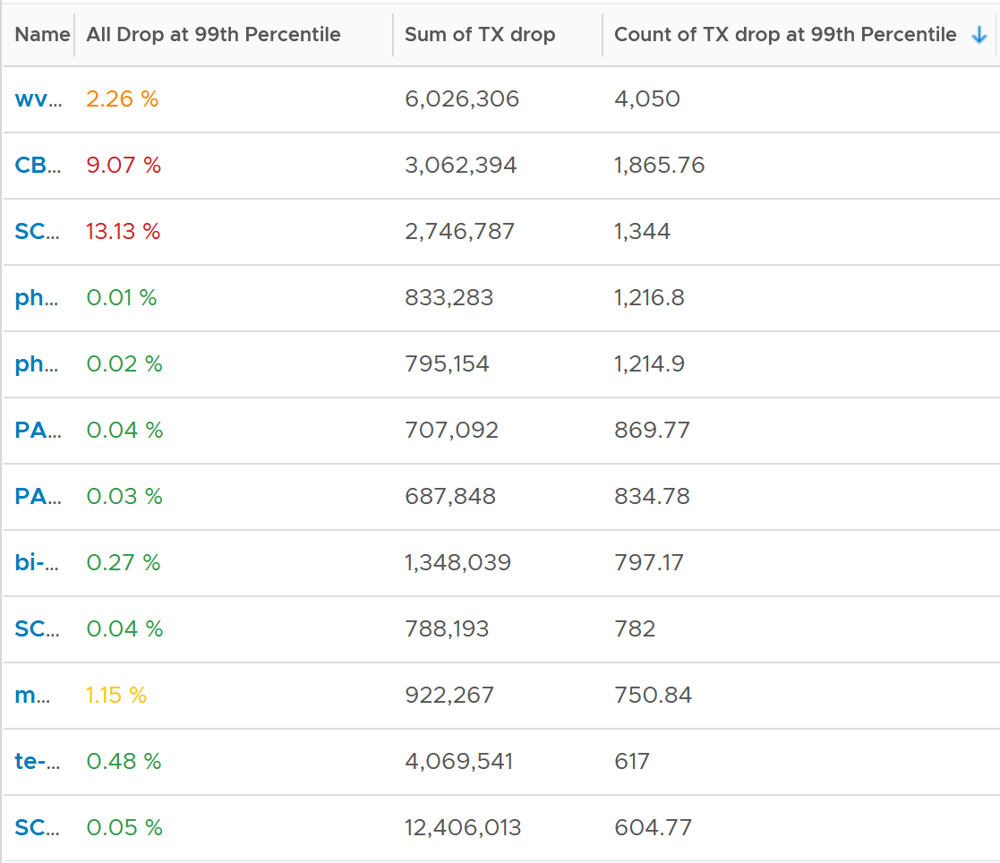 Name All Drop at 99th Percentile Sum of TX drop Count of TX drop at 99th Percentile
wv... 2.26 % 6,026,306 4,050
CB... 9.07 % 3,062,394 1,865.76
SC... 13.13 % 2,746,787 1,344
ph... 0.01 % 833,283 1,216.8
ph... 0.02 % 795,154 1,214.9
PA... 0.04 % 707,092 869.77
PA... 0.03 % 687,848 834.78
bi-... 0.27 % 1,348,039 797.17
SC... 0.04 % 788,193 782
m... 1.15 % 922,267 750.84
te-... 0.48 % 4,069,541 617
SC... 0.05 % 12,406,013 604.77